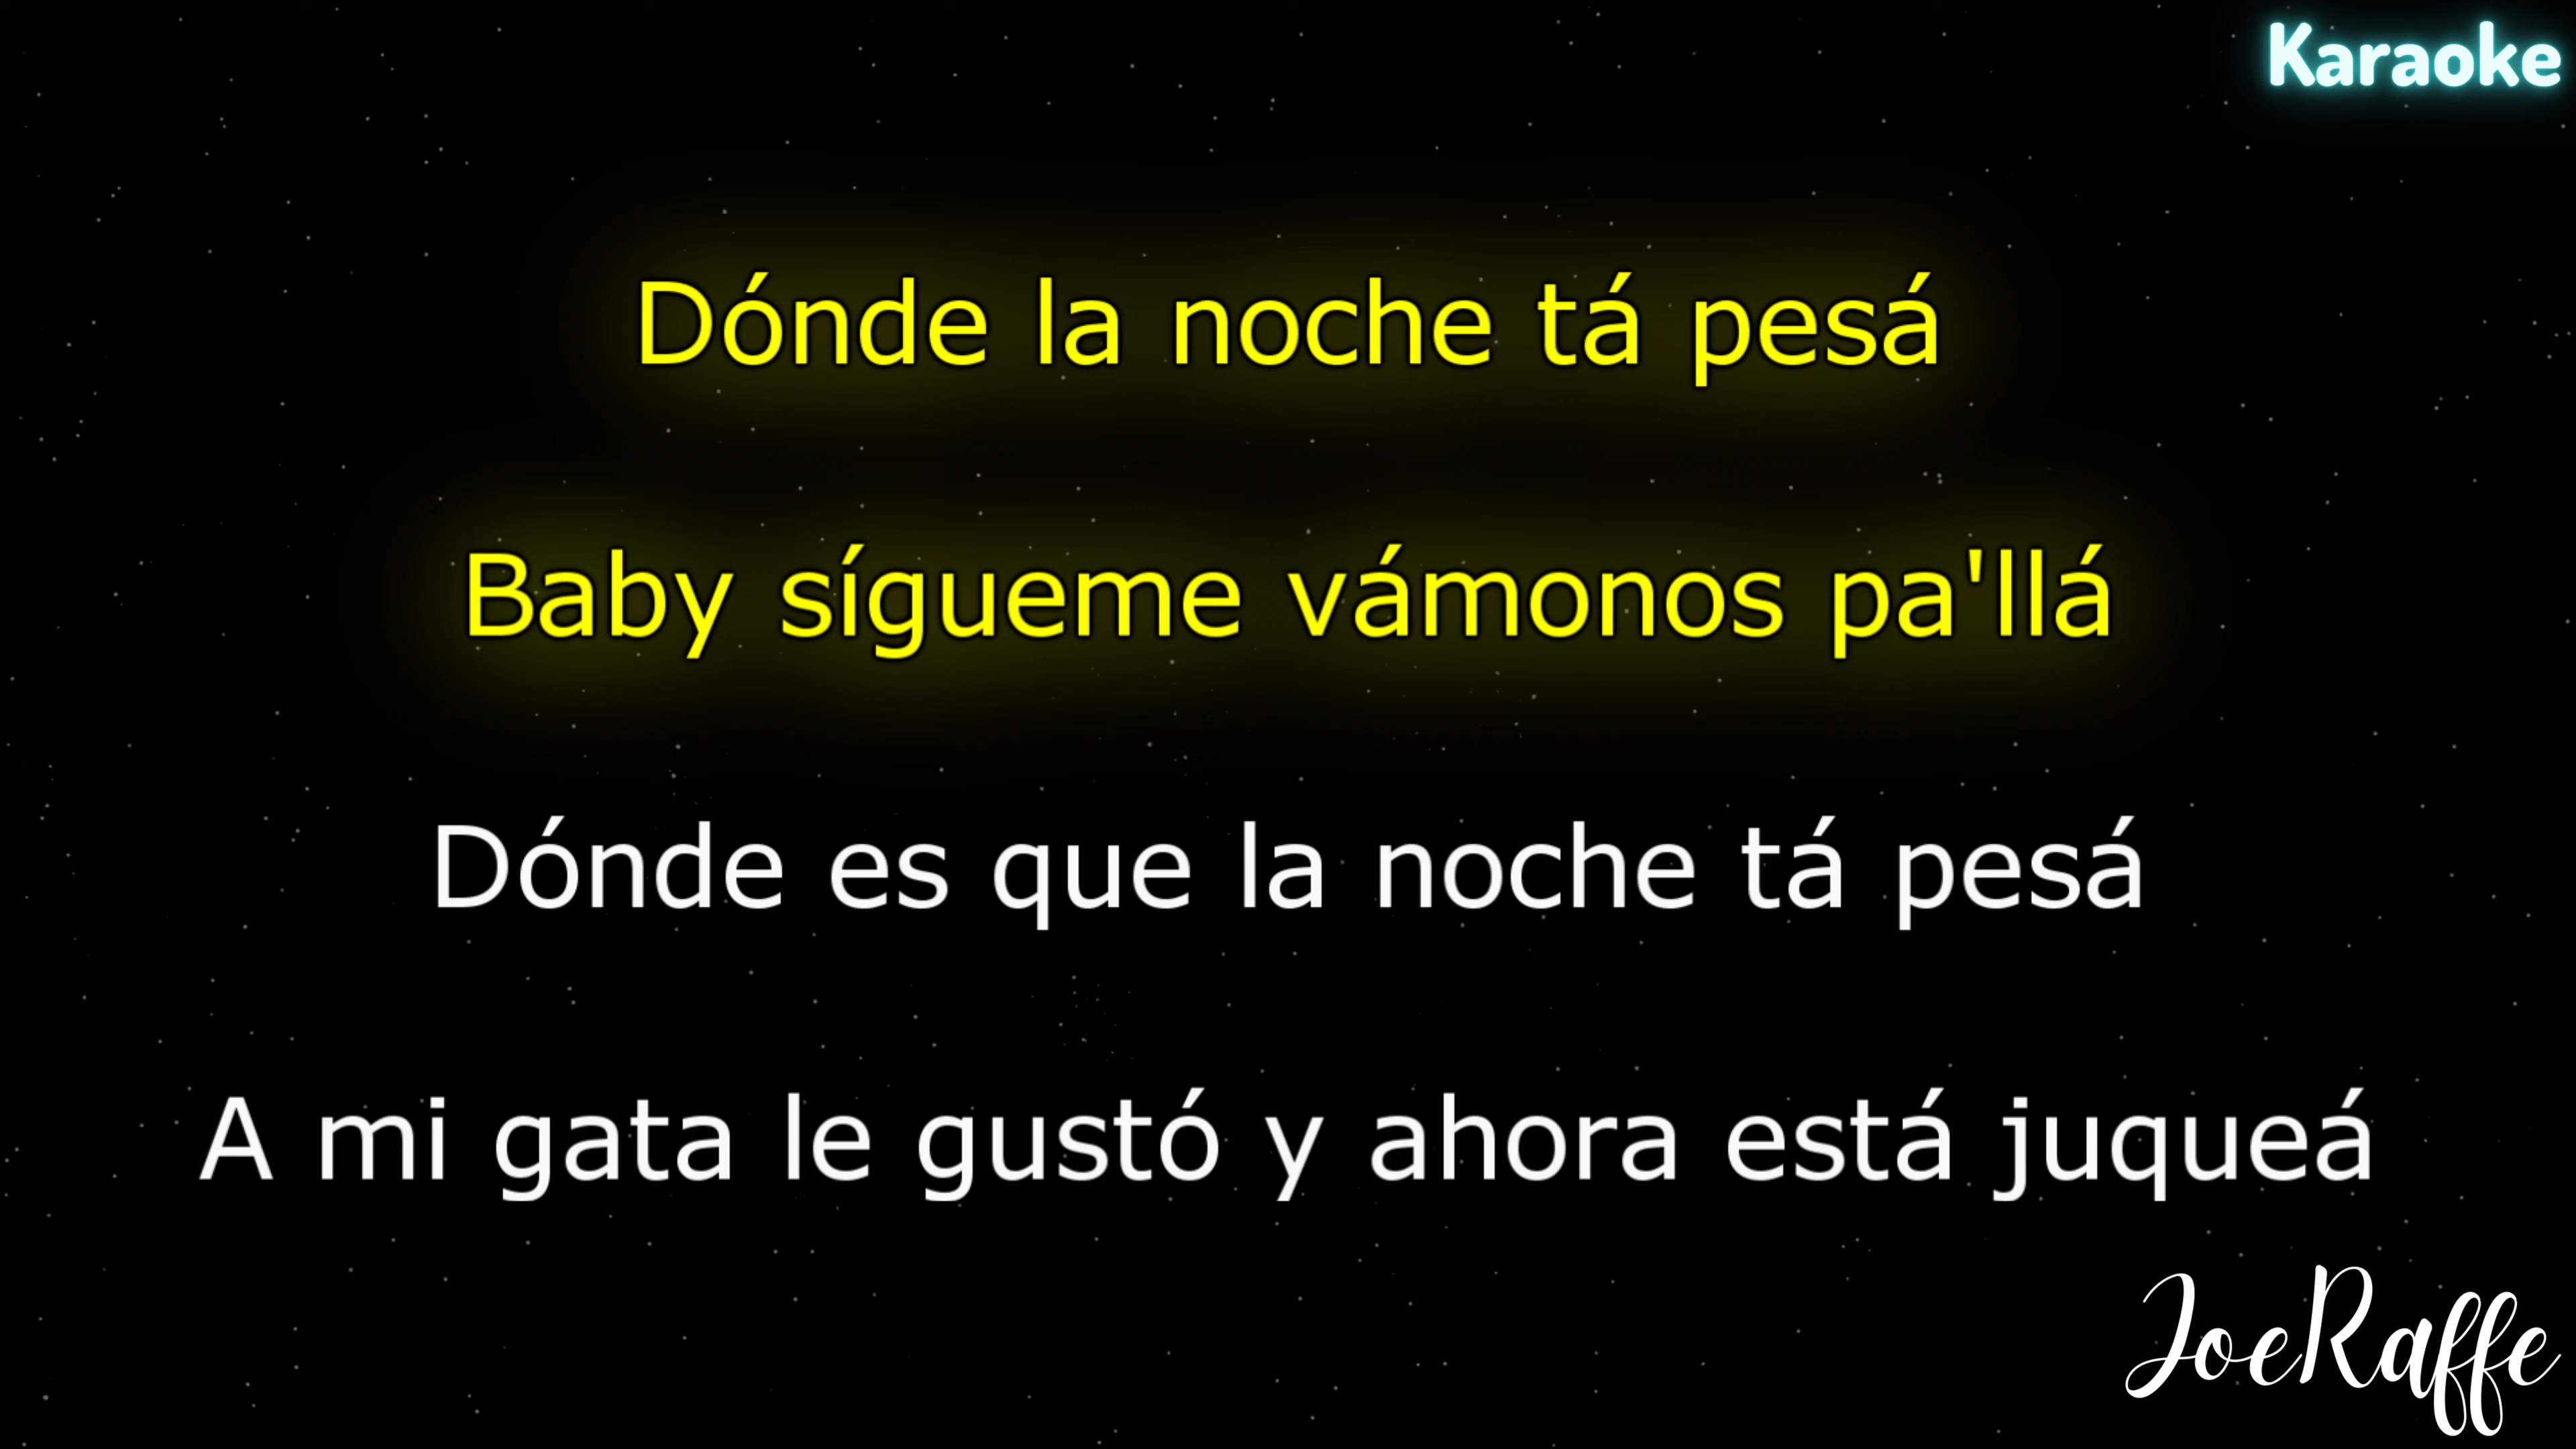 Karaoke
Dónde la noche tá pesá
Baby sígueme vámonos pa'llá
Dónde es que la noche tá pesá
A mi gata le gustó y ahora está juqueá
JoeRaffe